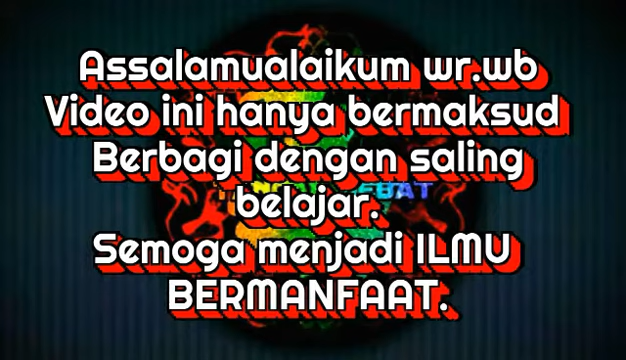 Assalamualaikum wr.wb
Video ini hanya bermaksud
Berbagi dengan saling
belajar.
Semoga menjadi ILMU
BERMANFAAT.